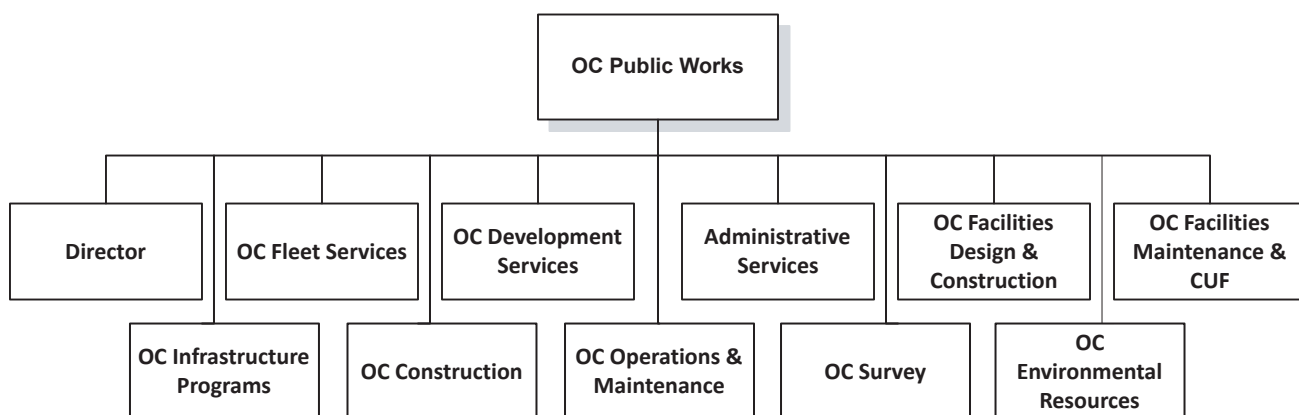 OC Public Works
Director
OC Fleet Services
OC Development
Services
Administrative
Services
OC Facilities
Design &
Construction
OC Facilities
Maintenance &
CUF
OC Infrastructure
Programs
OC Construction
OC Operations &
Maintenance
OC Survey
OC
Environmental
Resources